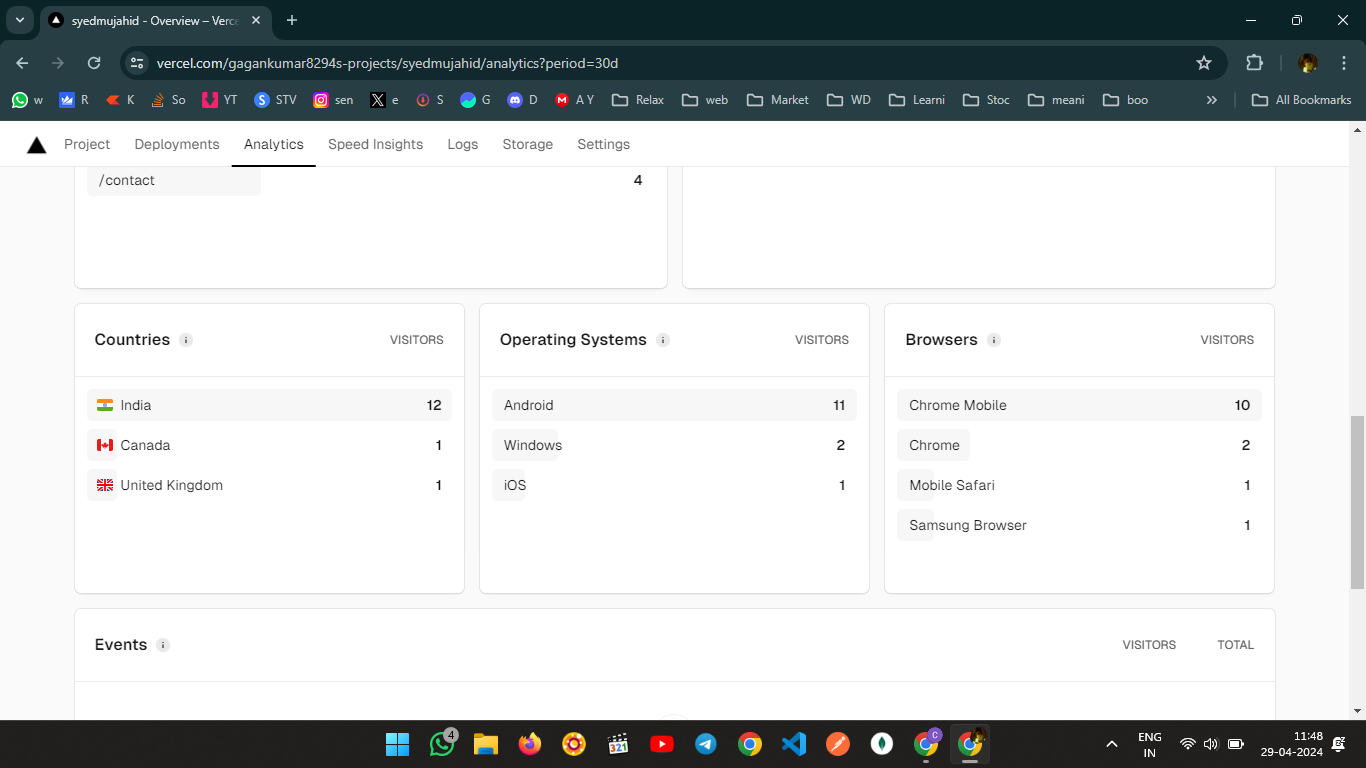 syedmujahid - Overview – Verce
vercel.com/gagankumar8294s-projects/syedmujahid/analytics?period=30d
w R K So YT STV sen e S G D A Y Relax web Market WD Learni Stoc meani boo All Bookmarks
Project Deployments Analytics Speed Insights Logs Storage Settings
/contact 4
Countries VISITORS
India 12
Canada 1
United Kingdom 1
Operating Systems VISITORS
Android 11
Windows 2
iOS 1
Browsers VISITORS
Chrome Mobile 10
Chrome 2
Mobile Safari 1
Samsung Browser 1
Events VISITORS TOTAL
4
321
C
ENG
IN
11:48
29-04-2024